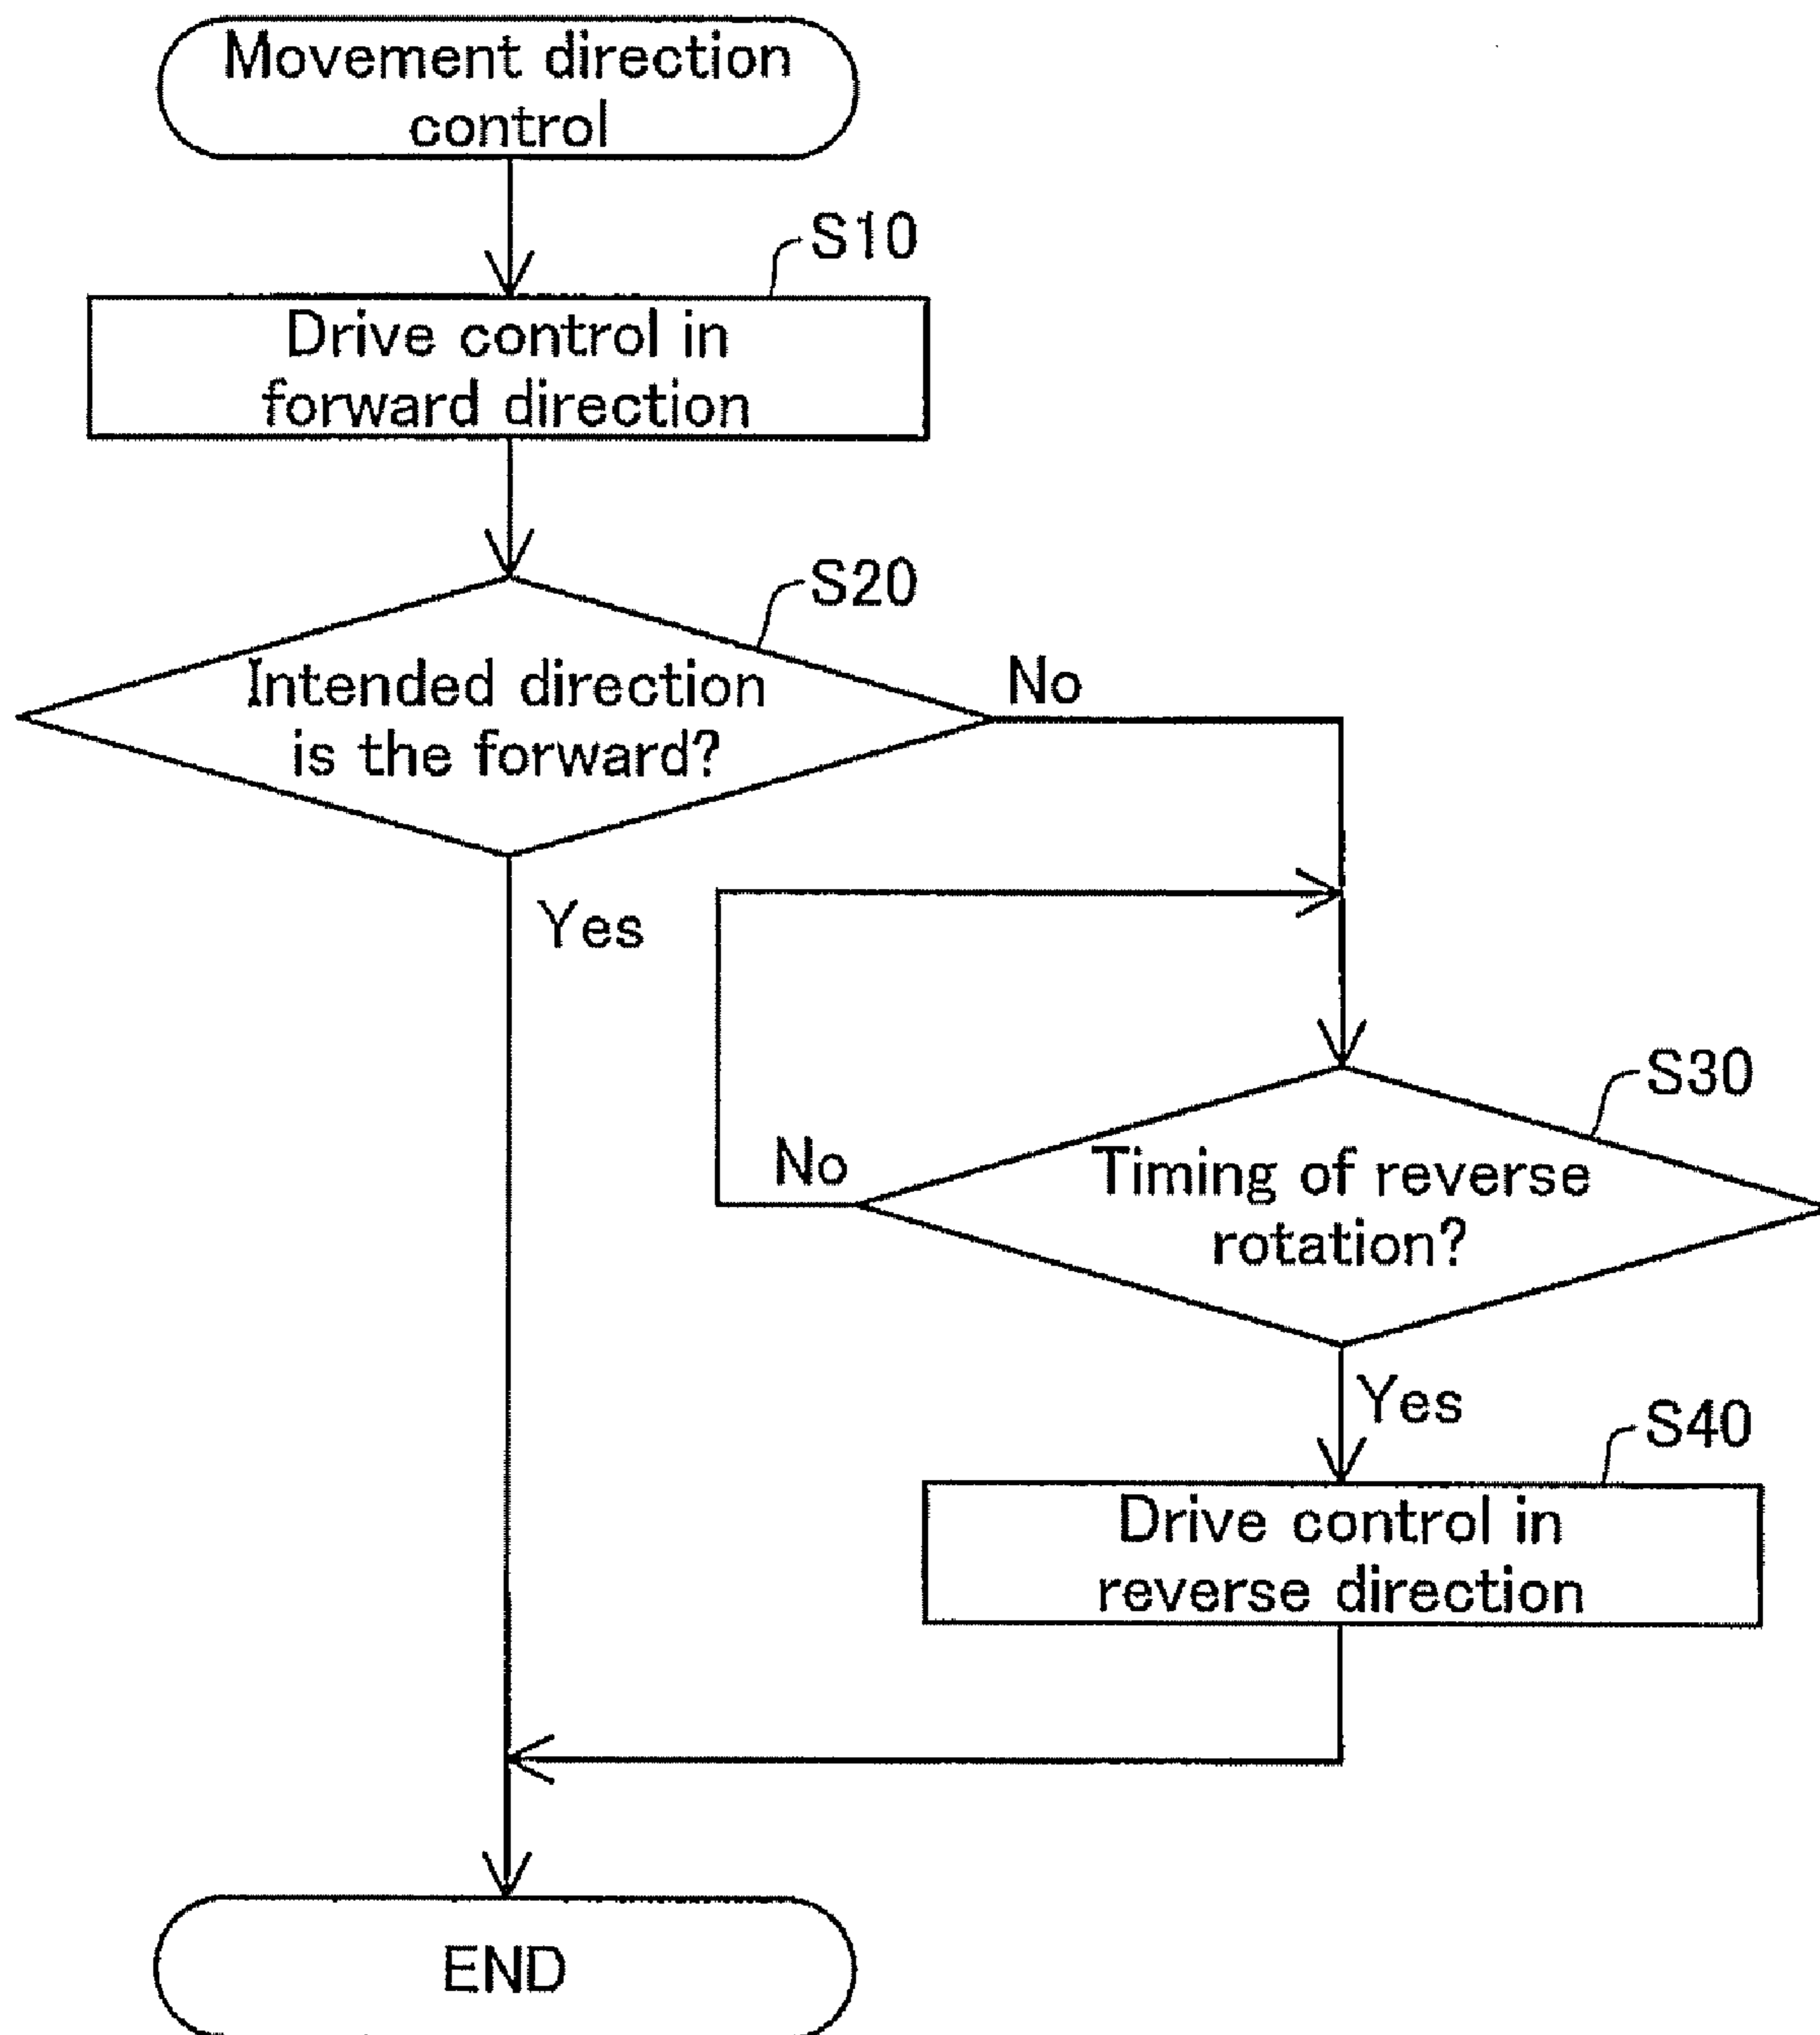 Movement direction
control
S10
Drive control in
forward direction
S20
Intended direction
is the forward?
No
Yes
S30
Timing of reverse
rotation?
No
Yes
S40
Drive control in
reverse direction
END